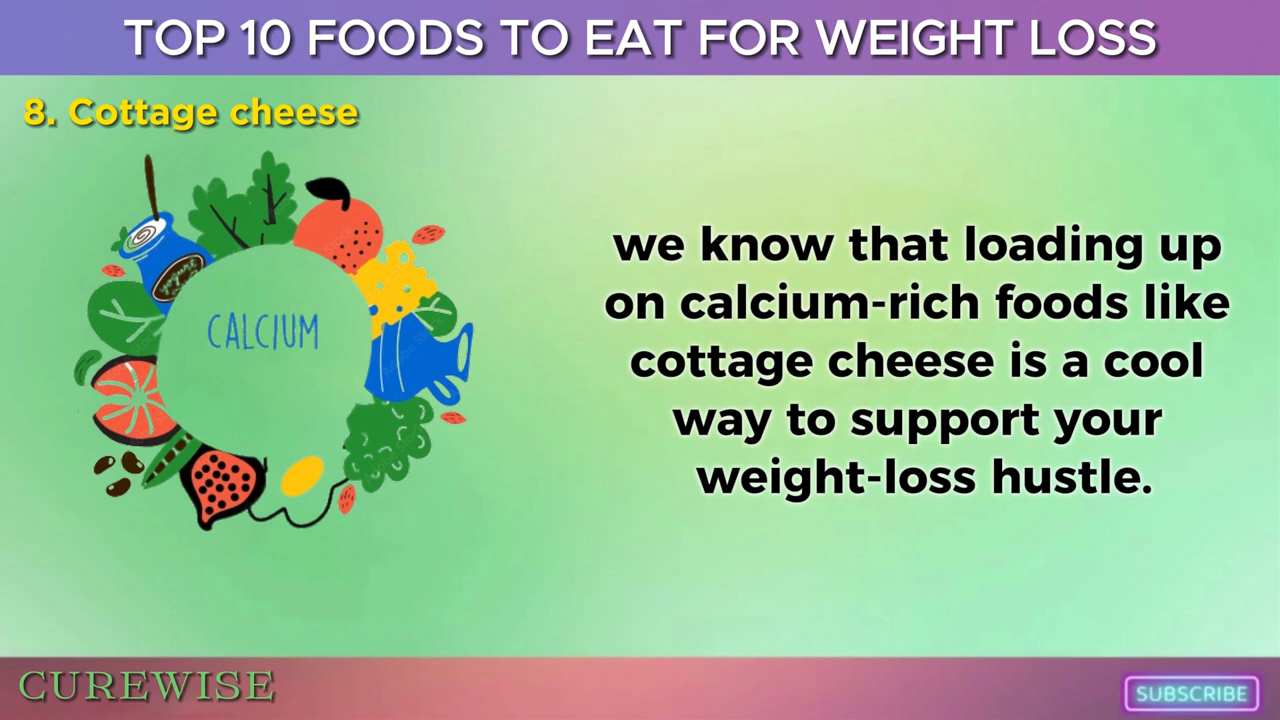 TOP 10 FOODS TO EAT FOR WEIGHT LOSS
8. Cottage cheese
CALCIUM
we know that loading up
on calcium-rich foods like
cottage cheese is a cool
way to support your
weight-loss hustle.
CUREWISE
SUBSCRIBE